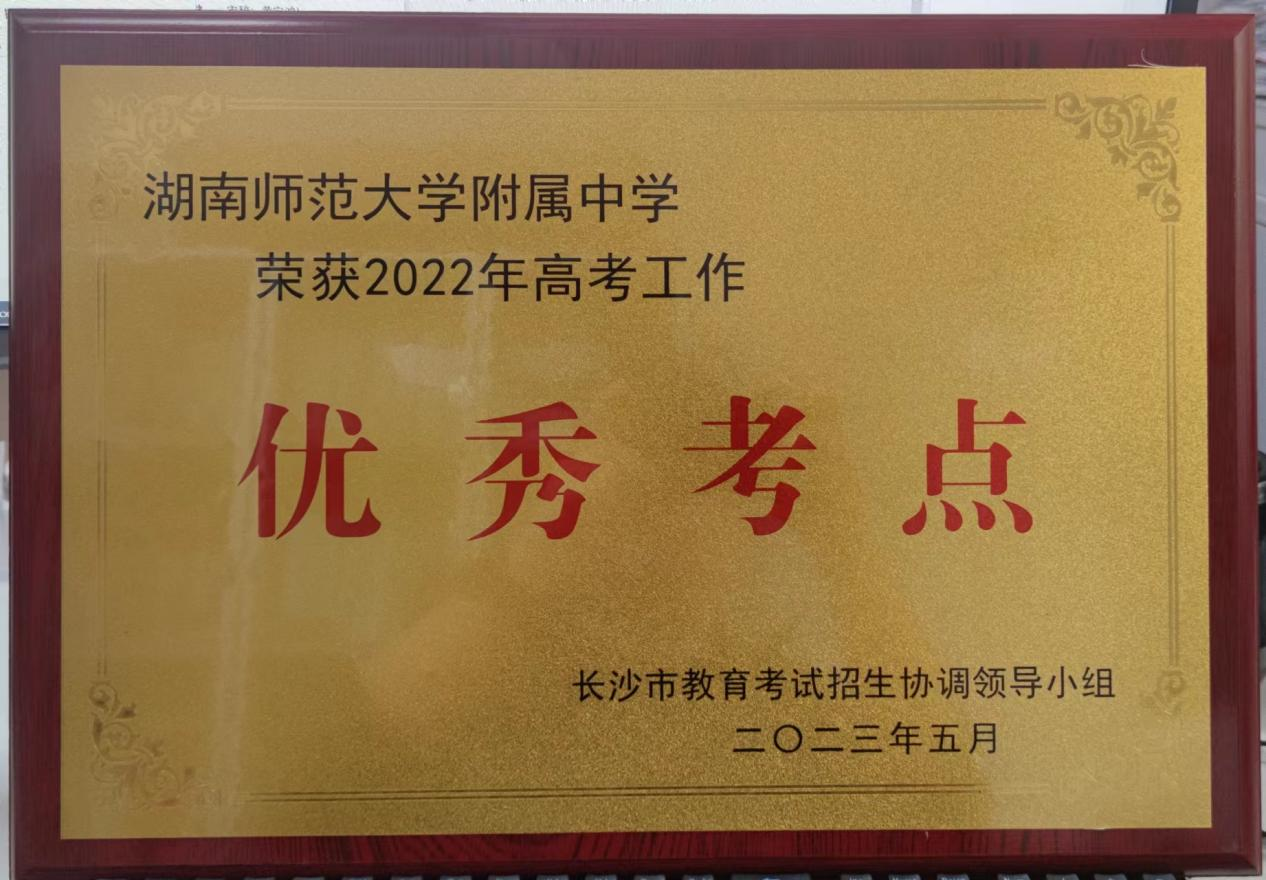 湖南师范大学附属中学
荣获2022年高考工作
优秀考点
长沙市教育考试招生协调领导小组
二〇二三年五月